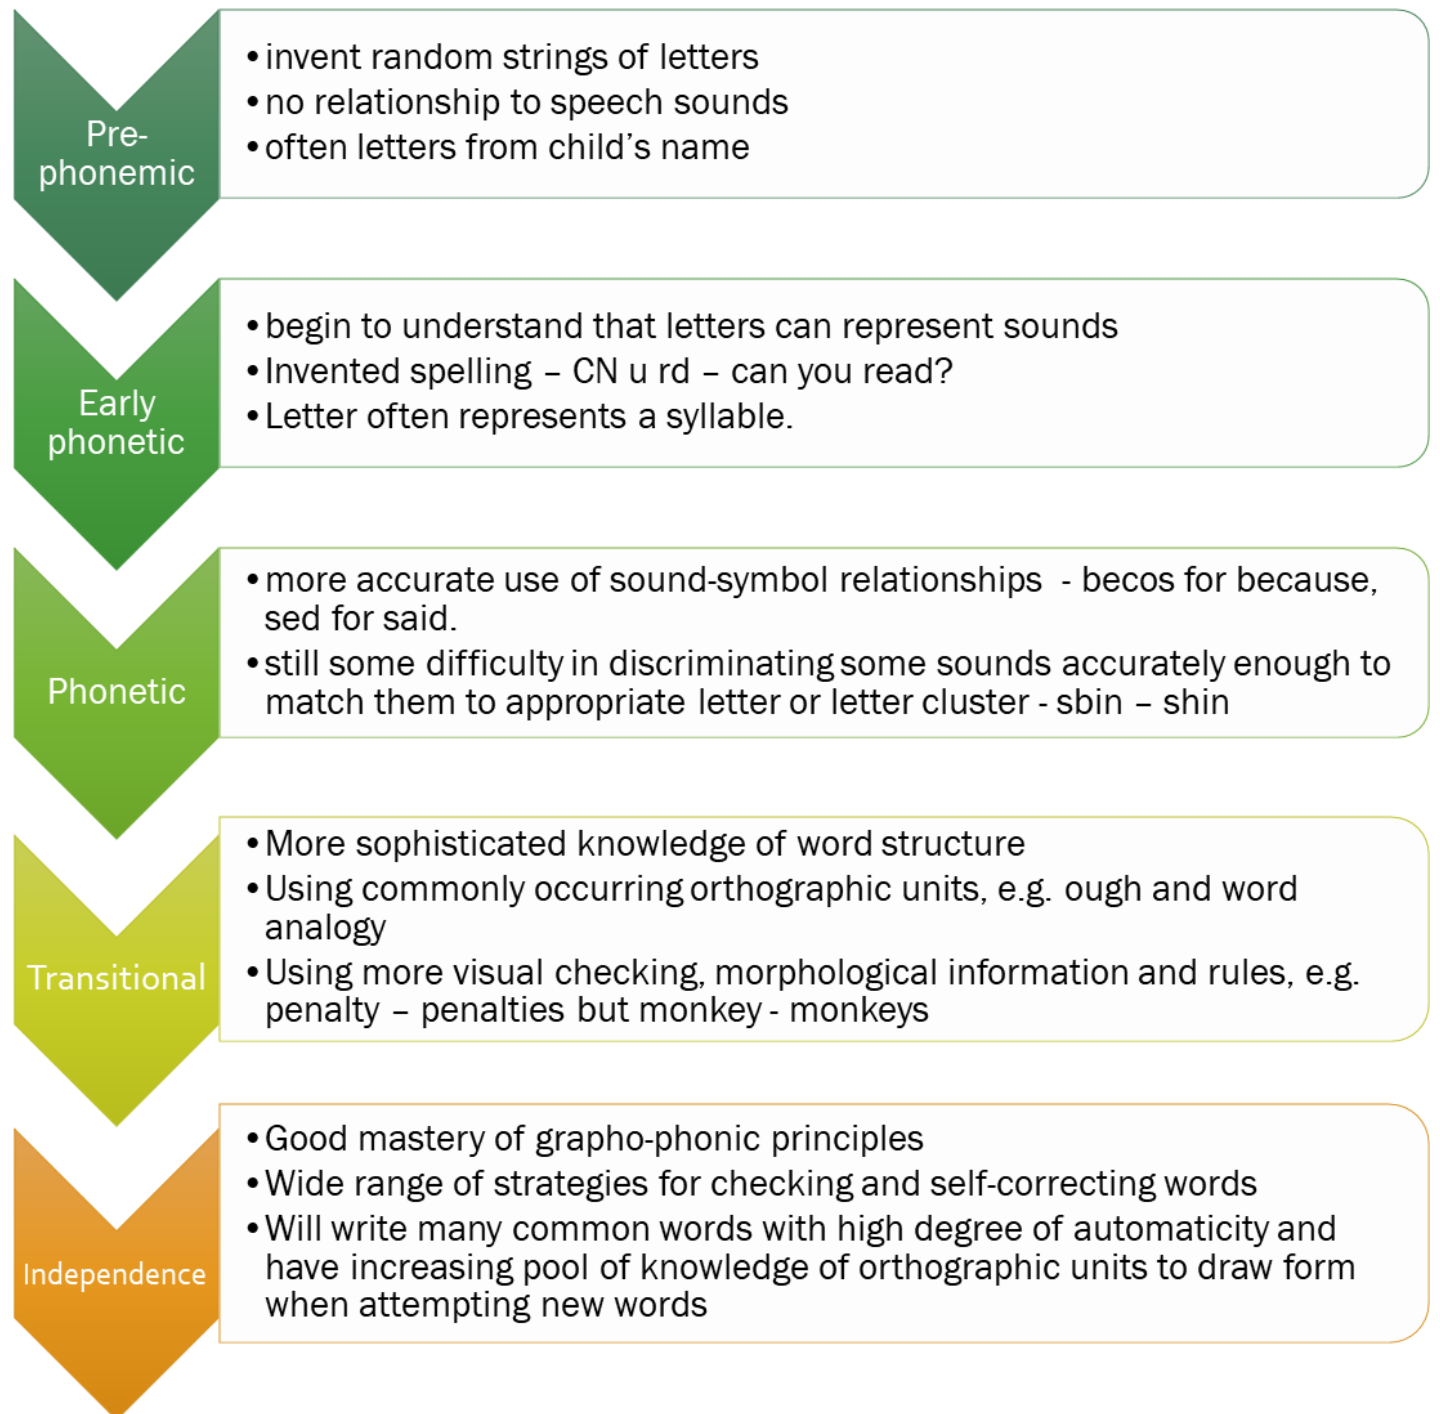 Pre-
phonemic
•invent random strings of letters
•no relationship to speech sounds
•often letters from child's name
Early
phonetic
•begin to understand that letters can represent sounds
•Invented spelling – CN u rd – can you read?
•Letter often represents a syllable.
Phonetic
•more accurate use of sound-symbol relationships - becos for because,
sed for said.
•still some difficulty in discriminating some sounds accurately enough to
match them to appropriate letter or letter cluster - sbin – shin
Transitional
•More sophisticated knowledge of word structure
•Using commonly occurring orthographic units, e.g. ough and word
analogy
•Using more visual checking, morphological information and rules, e.g.
penalty – penalties but monkey - monkeys
Independence
•Good mastery of grapho-phonic principles
•Wide range of strategies for checking and self-correcting words
•Will write many common words with high degree of automaticity and
have increasing pool of knowledge of orthographic units to draw form
when attempting new words